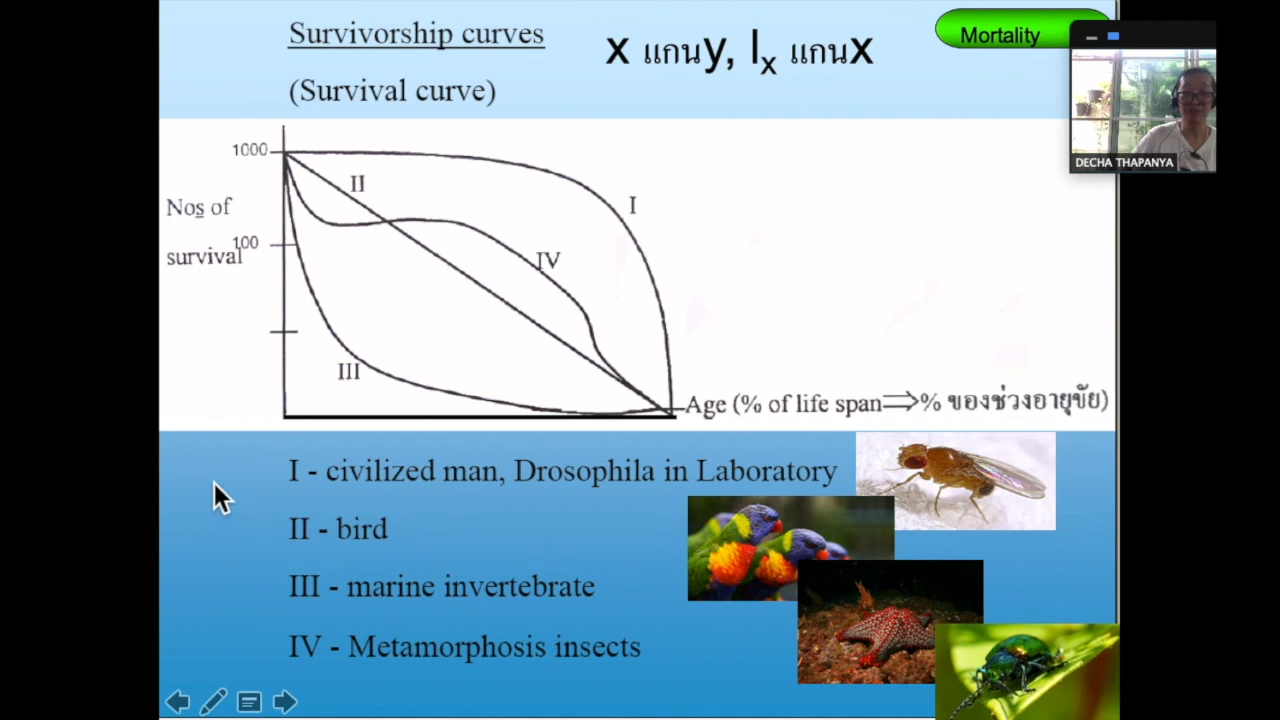 Survivorship curves
(Survival curve)
x แกนy, lx แกนx
Mortality
DECHA THAPANYA
1000
Nos of
survival
100
I
II
III
IV
Age (% of life span⇒% ของช่วงอายุขัย)
I - civilized man, Drosophila in Laboratory
II - bird
III - marine invertebrate
IV - Metamorphosis insects